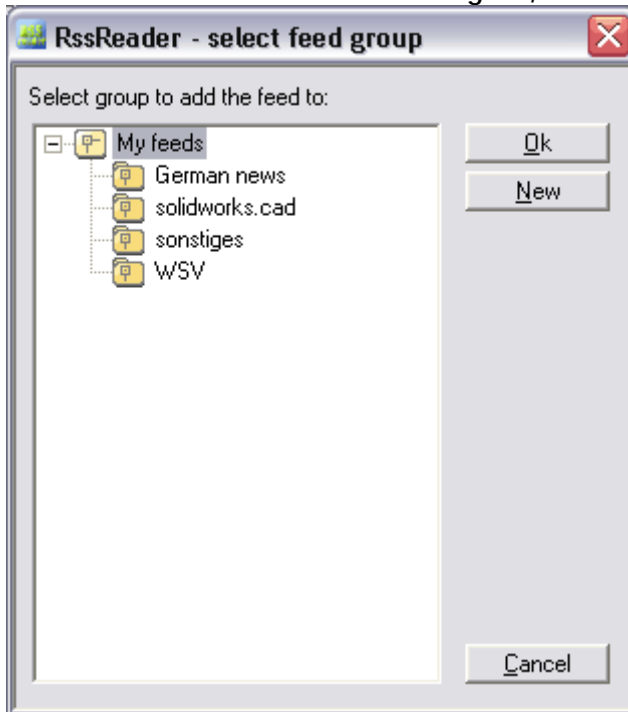 RssReader - select feed group
Select group to add the feed to:
My feeds
German news
solidworks.cad
sonstiges
WSV
Ok
New
Cancel